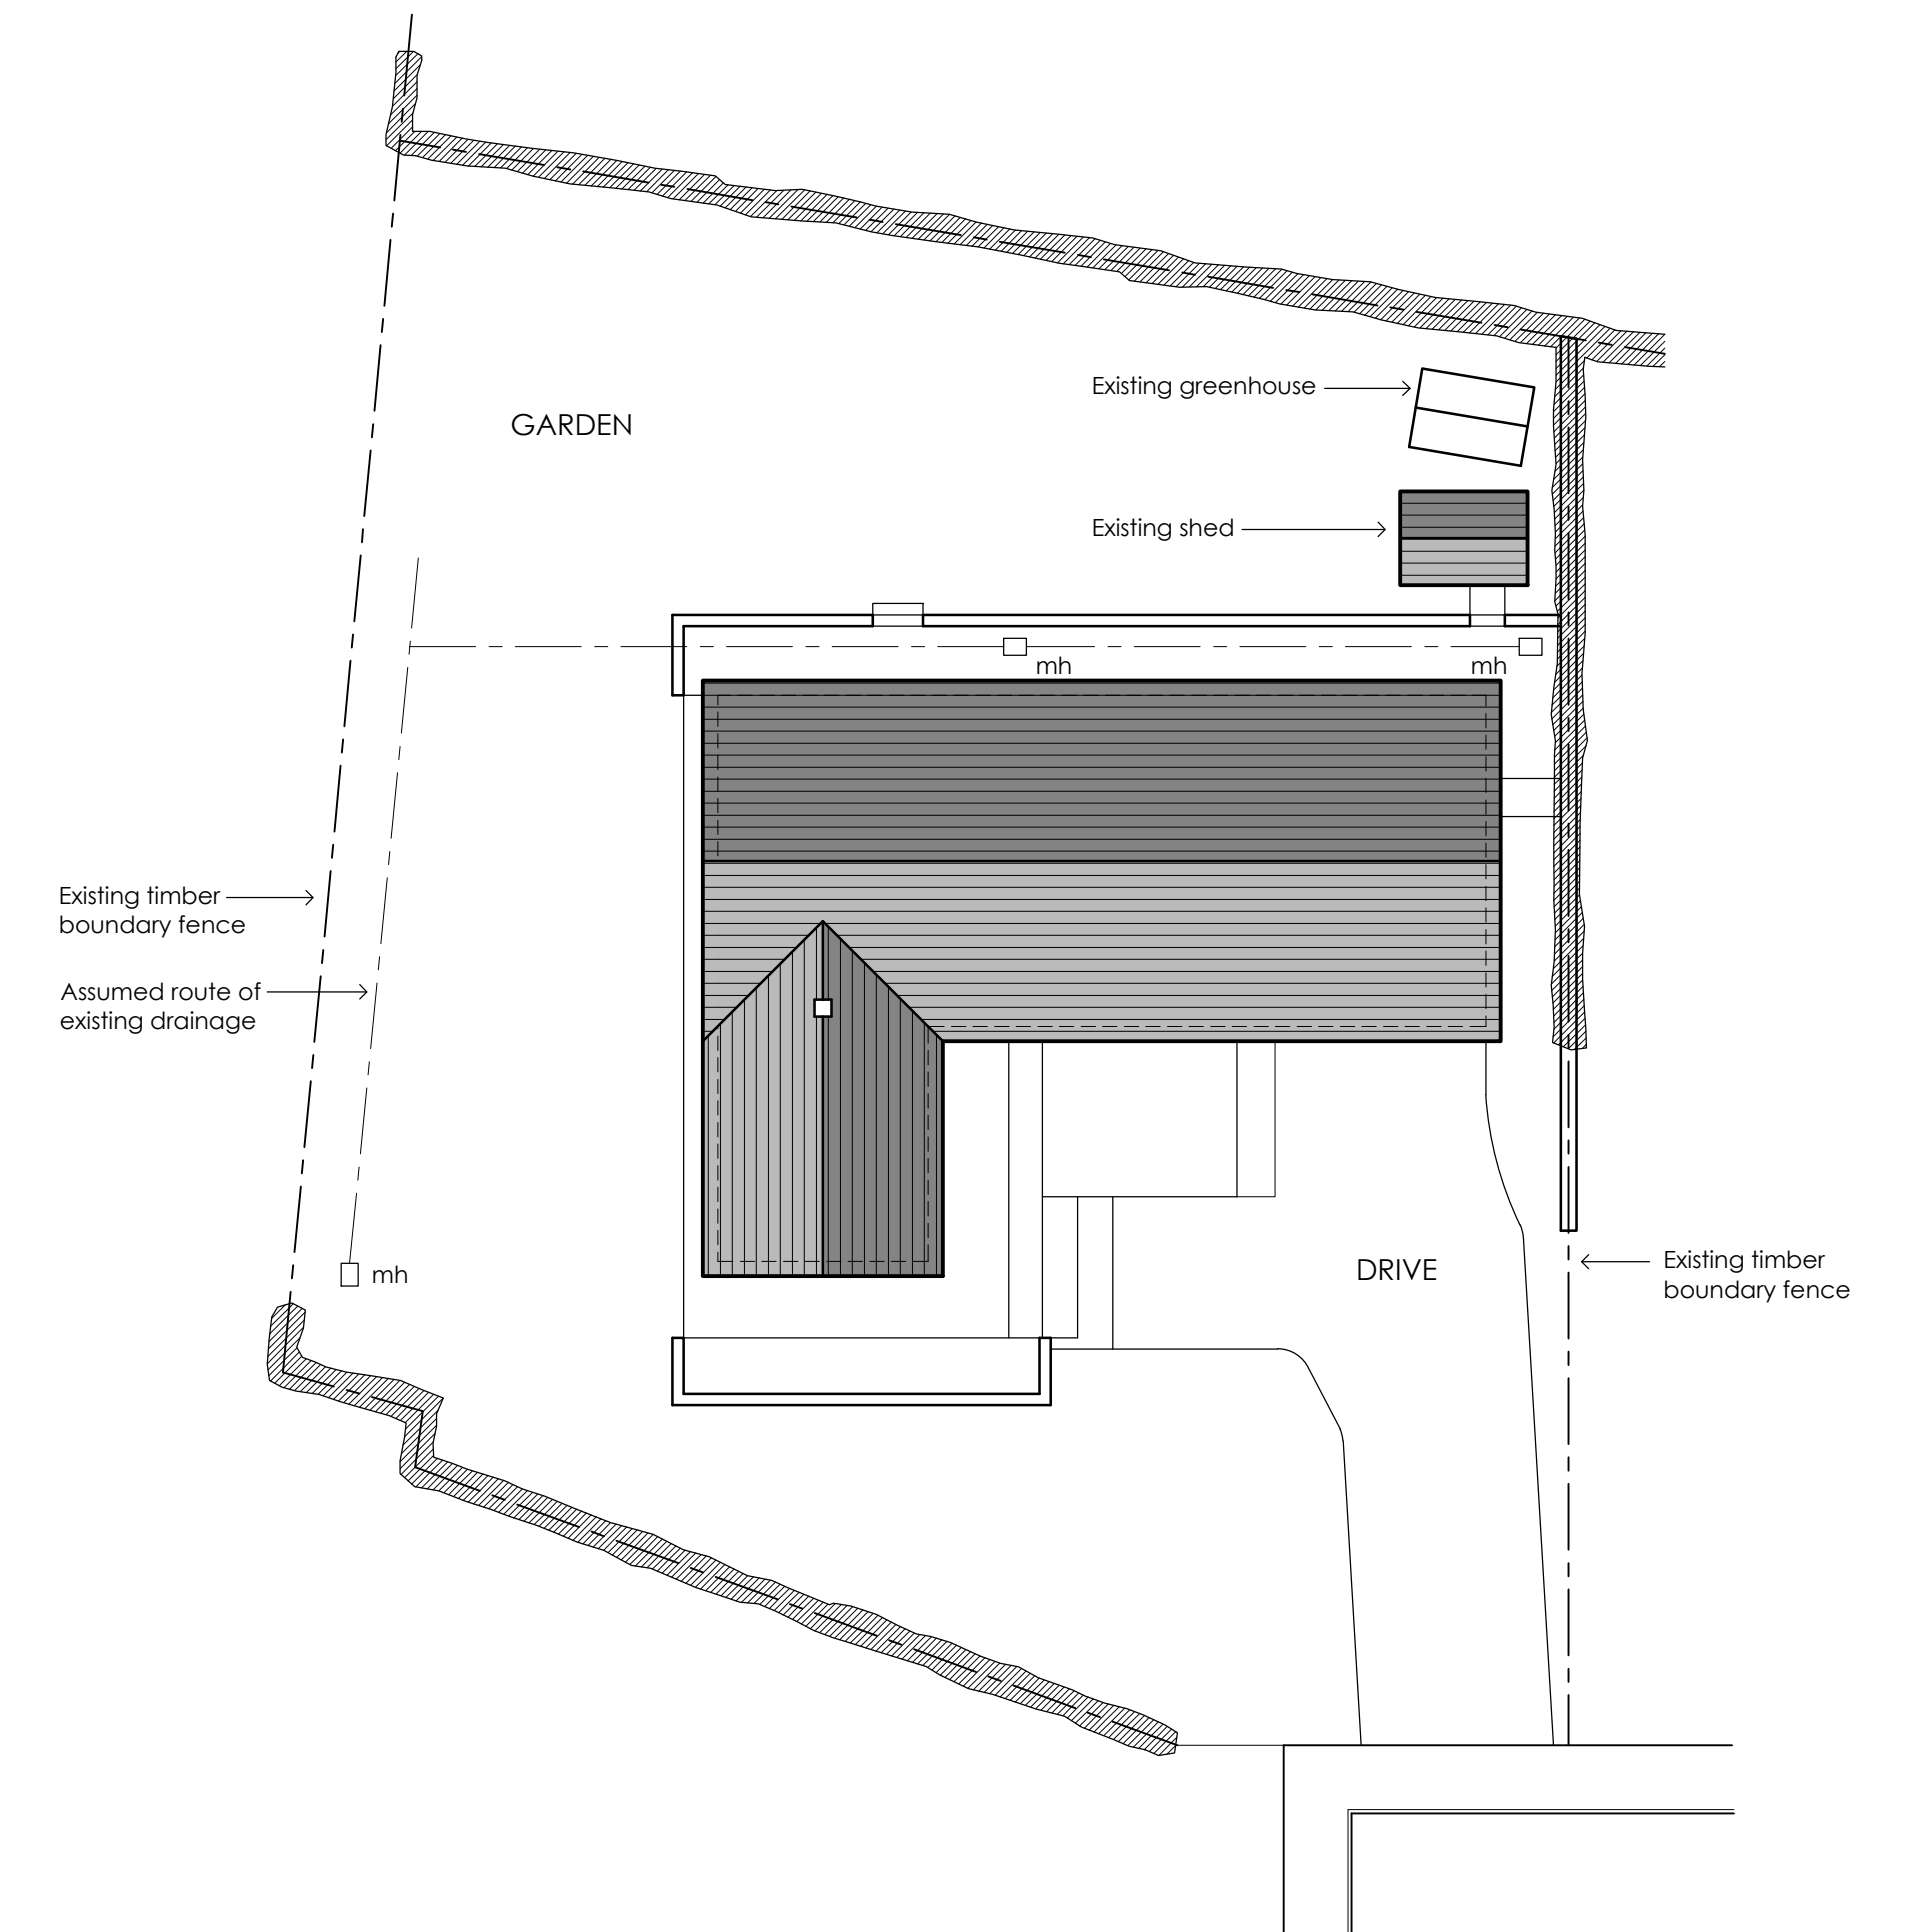 Existing greenhouse
GARDEN
Existing shed
mh
mh
Existing timber
boundary fence
Assumed route of
existing drainage
mh
DRIVE
Existing timber
boundary fence